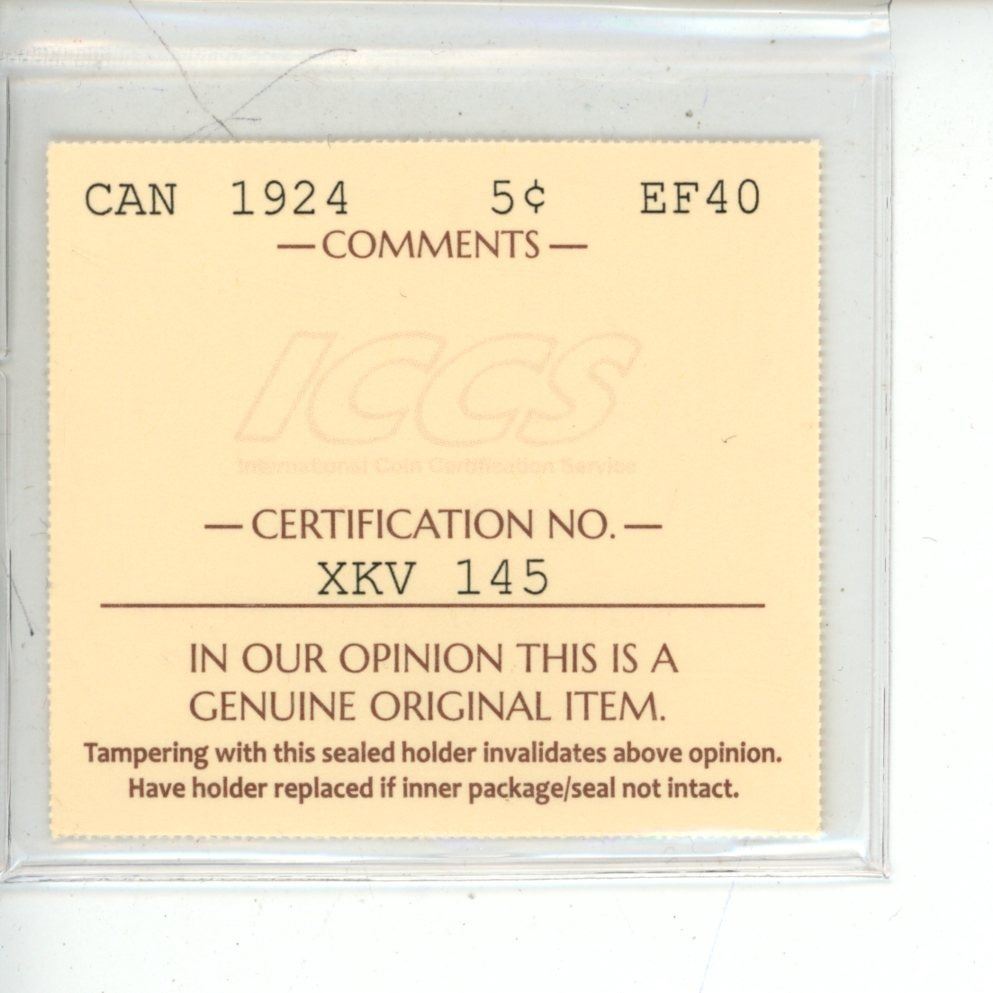 CAN 1924 5¢ EF40
— COMMENTS —
ICCS
International Coin Certification Service
— CERTIFICATION NO. —
XKV 145
IN OUR OPINION THIS IS A
GENUINE ORIGINAL ITEM.
Tampering with this sealed holder invalidates above opinion.
Have holder replaced if inner package/seal not intact.